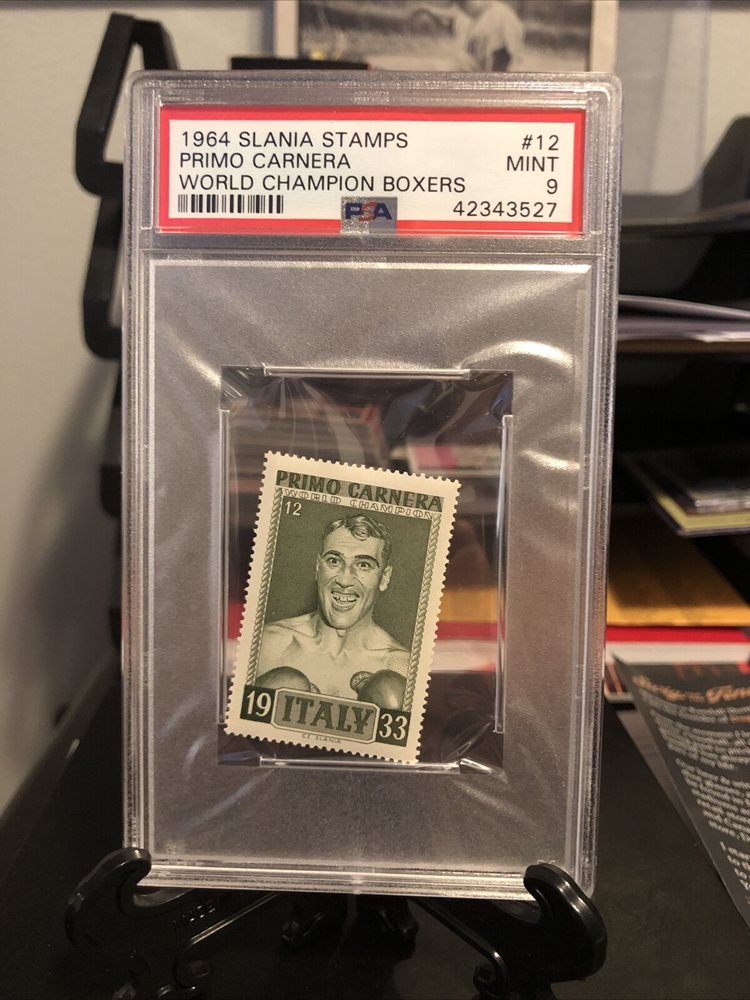 1964 SLANIA STAMPS #12
PRIMO CARNERA MINT
WORLD CHAMPION BOXERS 9
PSA 42343527
PRIMO CARNERA
WORLD CHAMPION
12
19 ITALY 33
CZ. SLANIA